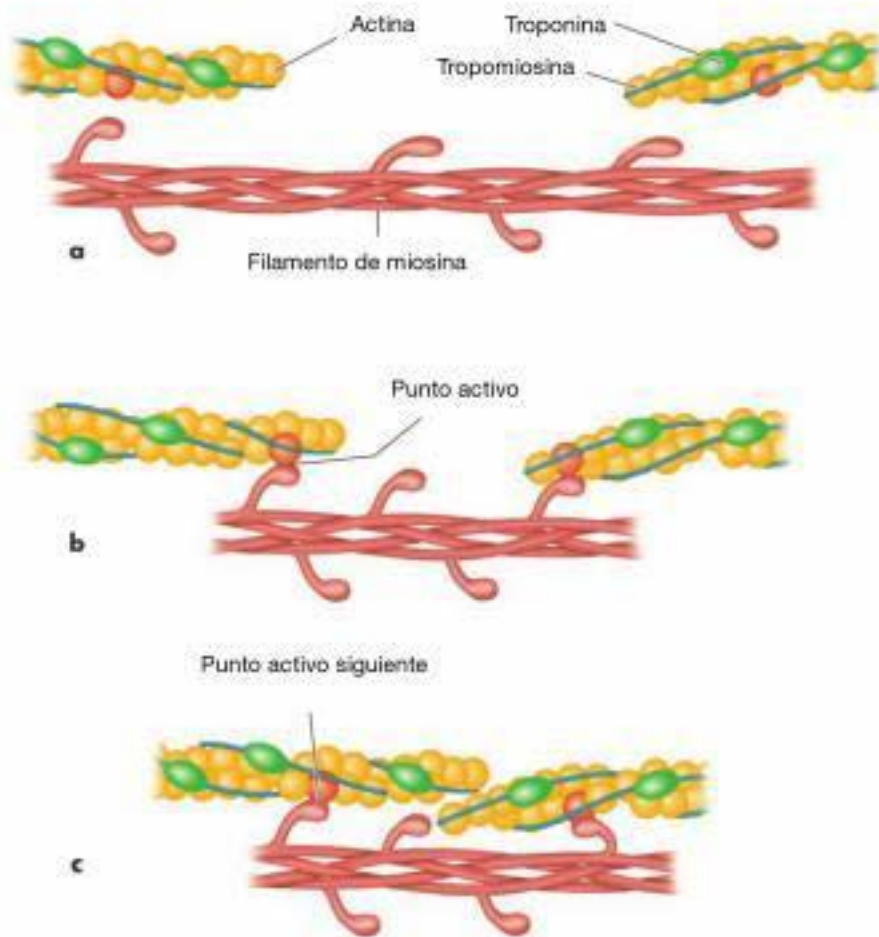 Actina
Troponina
Tropomiosina
a
Filamento de miosina
Punto activo
b
Punto activo siguiente
c